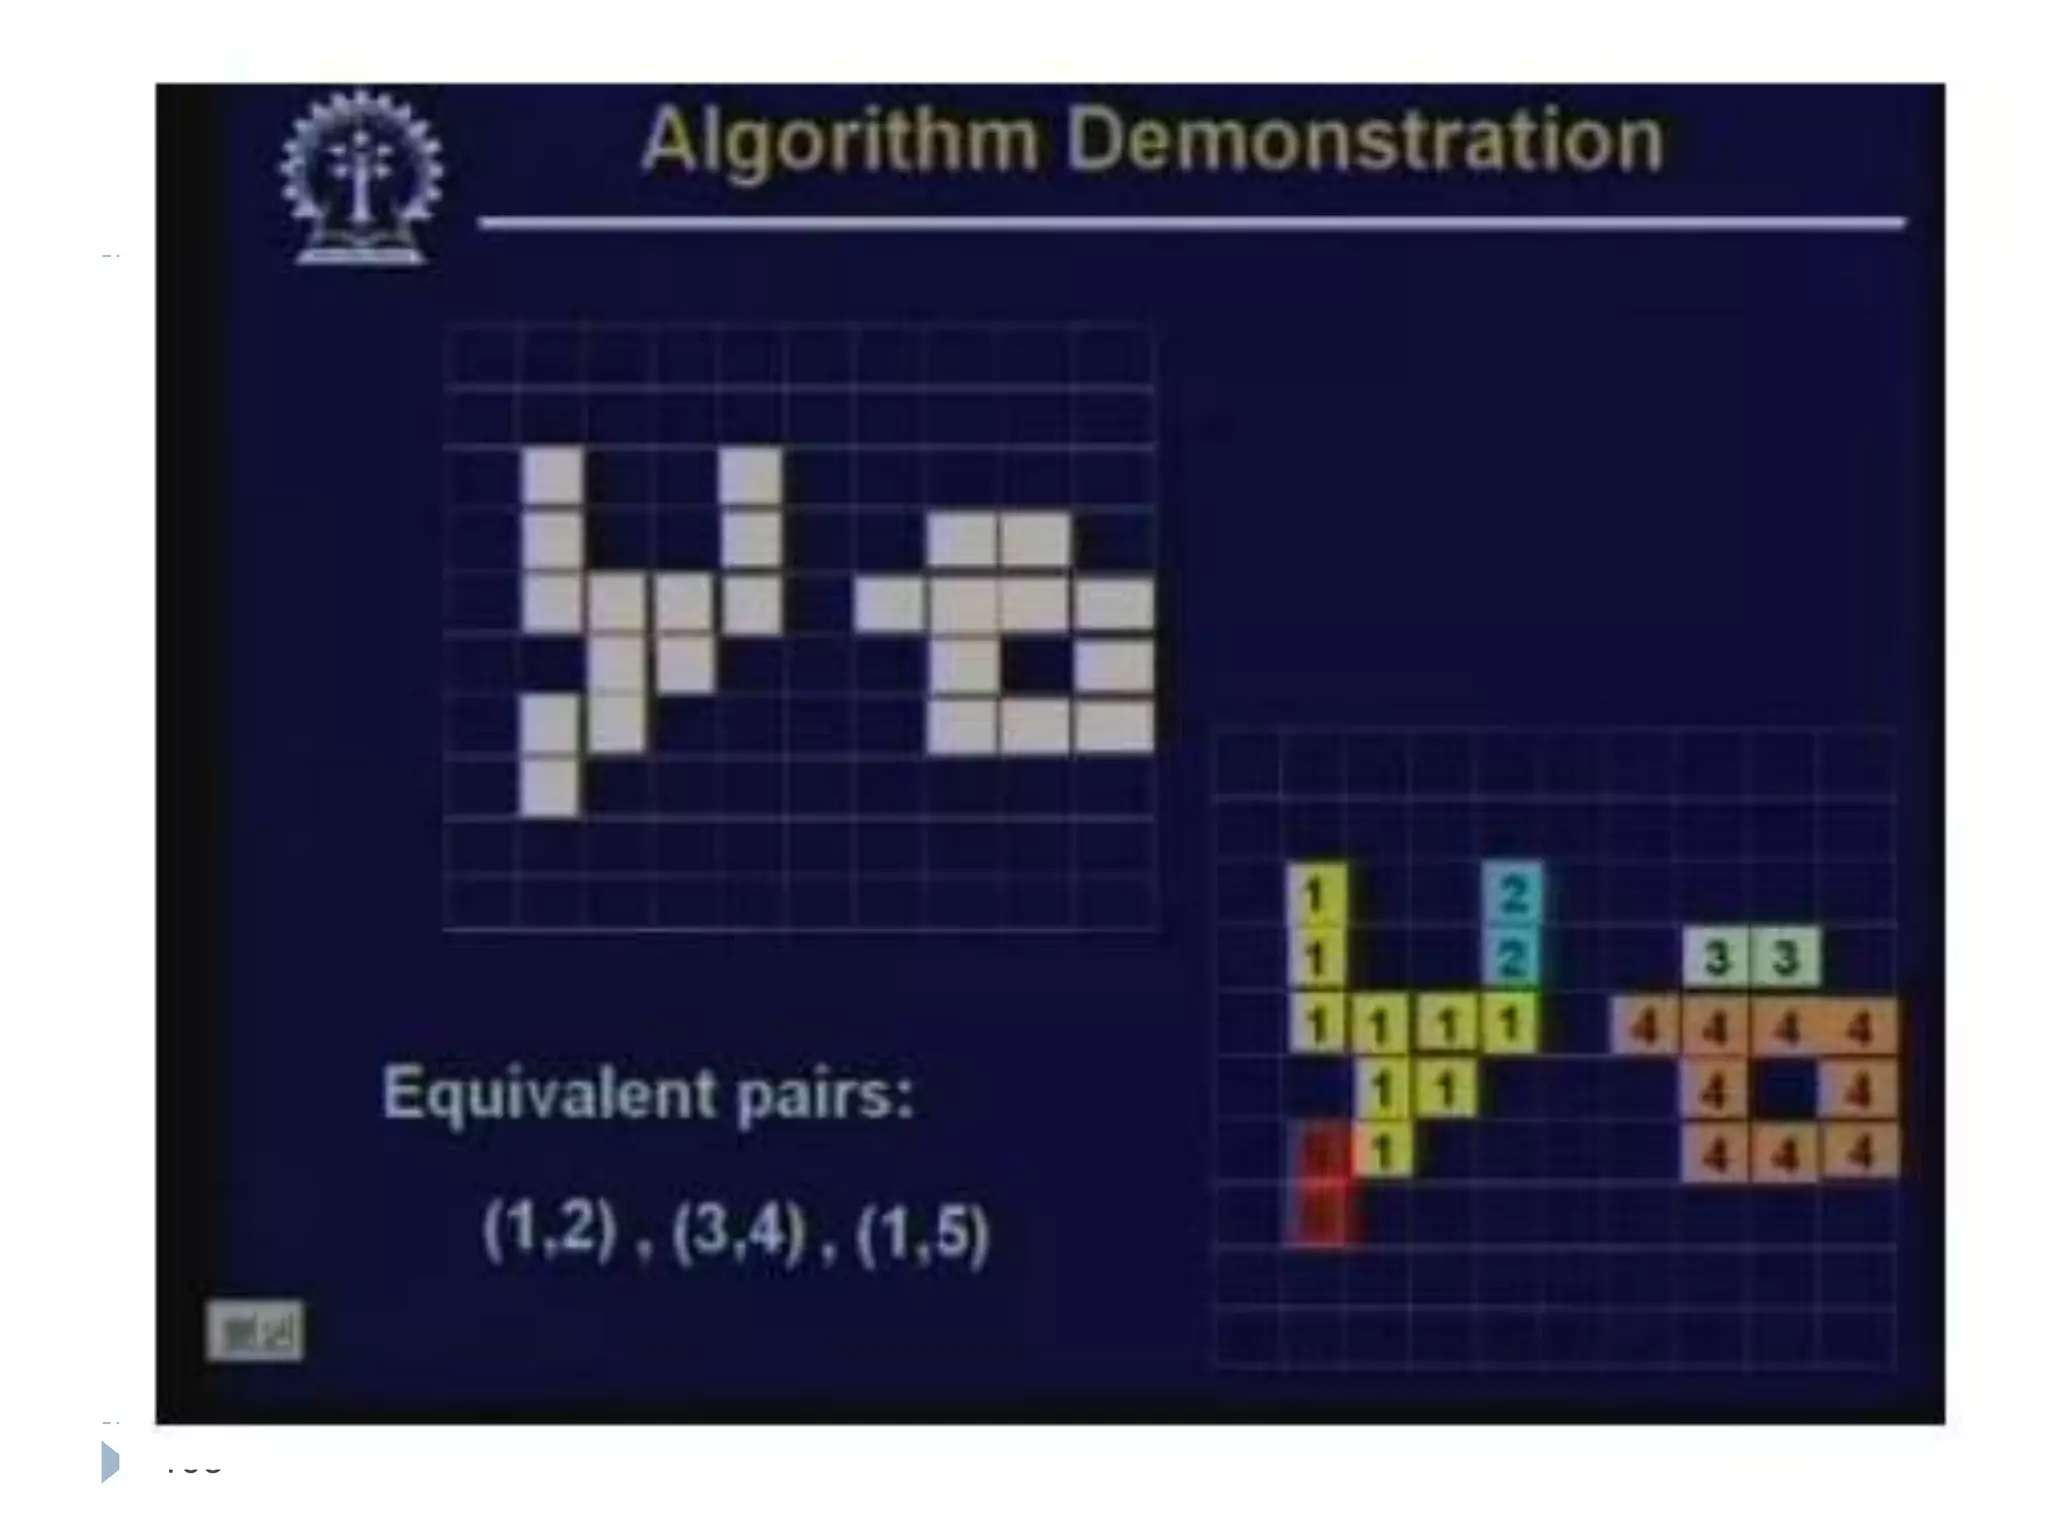 Algorithm Demonstration
1 2
1 2 3 3
1 1 1 1 4 4 4 4
1 1 4 4
1 4 4 4
Equivalent pairs:
(1,2) , (3,4) , (1,5)